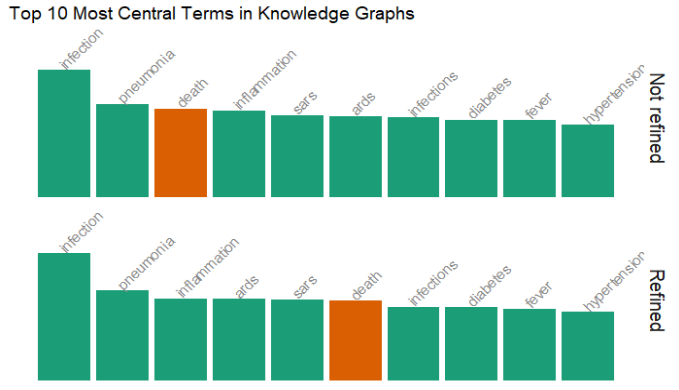 Top 10 Most Central Terms in Knowledge Graphs
infection
pneumonia
death
inflammation
sars
ards
infections
diabetes
fever
hypertension
Not refined
infection
pneumonia
inflammation
ards
sars
death
infections
diabetes
fever
hypertension
Refined